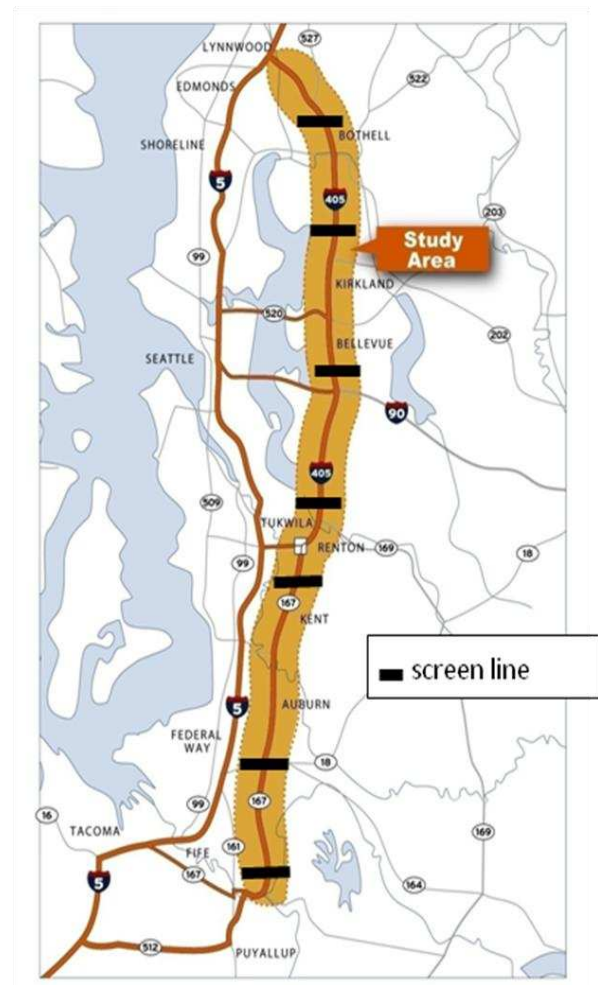 LYNNWOOD
527
522
EDMONDS
BOTHELL
SHORELINE
5
405
203
Study
Area
99
KIRKLAND
520
202
BELLEVUE
SEATTLE
90
405
509
TUKWILA
RENTON
169
18
99
167
KENT
screen line
5
AUBURN
FEDERAL
WAY
18
167
99
16
TACOMA
161
169
FIFE
167
5
164
512
PUYALLUP